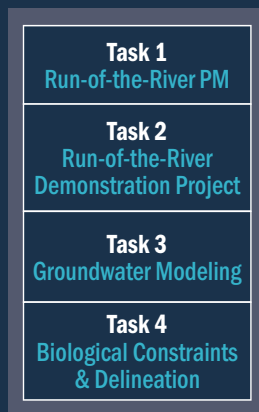 Task 1
Run-of-the-River PM
Task 2
Run-of-the-River
Demonstration Project
Task 3
Groundwater Modeling
Task 4
Biological Constraints
& Delineation